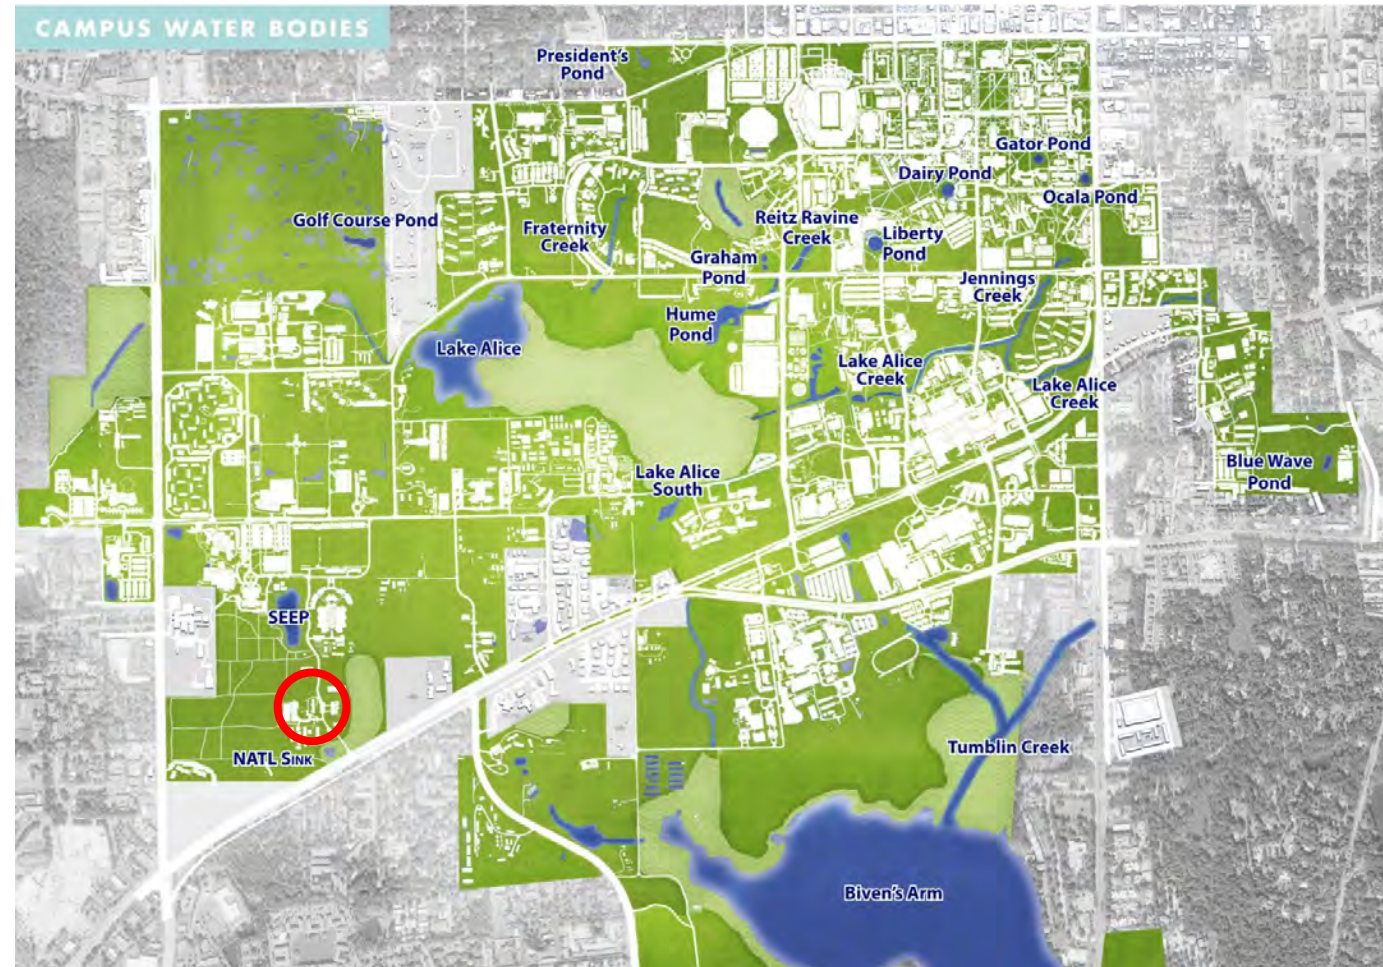 CAMPUS WATER BODIES
President's
Pond
Gator Pond
Dairy Pond
Ocala Pond
Golf Course Pond
Fraternity
Creek
Reitz Ravine
Creek
Liberty
Pond
Graham
Pond
Jennings
Creek
Hume
Pond
Lake Alice
Lake Alice
Creek
Lake Alice
Creek
Lake Alice
South
Blue Wave
Pond
SEEP
NATL SINK
Tumblin Creek
Biven's Arm